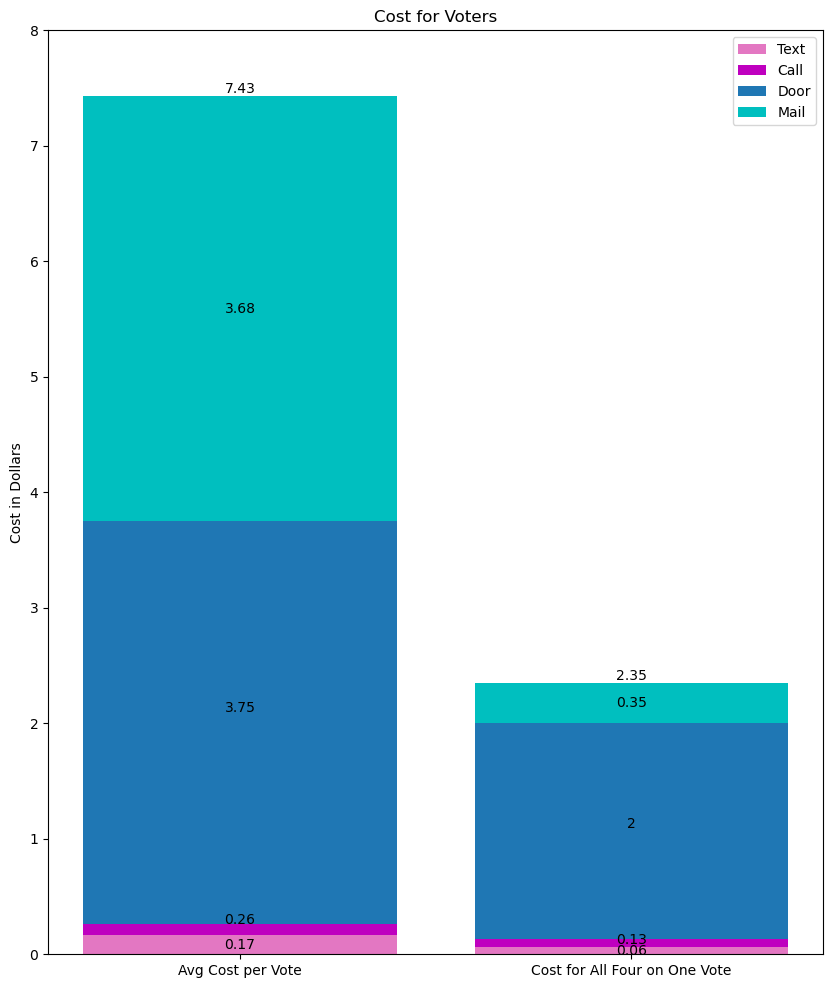 Cost for Voters
Text
Call
Door
Mail
Cost in Dollars
8
7
6
5
4
3
2
1
0
7.43
3.68
3.75
0.26
0.17
2.35
0.35
2
0.13
0.06
Avg Cost per Vote
Cost for All Four on One Vote